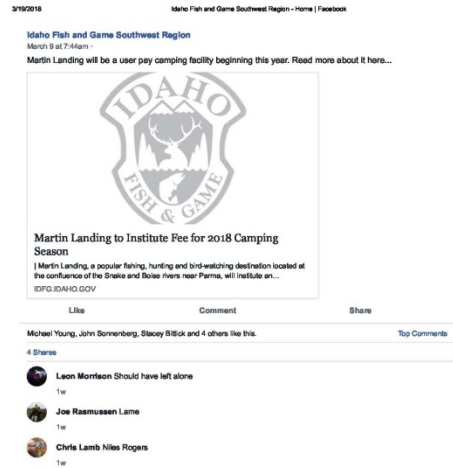 3/19/2018
Idaho Fish and Game Southwest Region - Home | Facebook
Idaho Fish and Game Southwest Region
March 9 at 7:44am ·
Martin Landing will be a user pay camping facility beginning this year. Read more about it here...
IDAHO
FISH & GAME
Martin Landing to Institute Fee for 2018 Camping
Season
| Martin Landing, a popular fishing, hunting and bird-watching destination located at
the confluence of the Snake and Boise rivers near Parma, will institute an...
IDFG.IDAHO.GOV
Like
Comment
Share
Michael Young, John Sonnenberg, Stacey Bittick and 4 others like this.
Top Comments
4 Shares
Leon Morrison Should have left alone
1w
Joe Rasmussen Lame
1w
Chris Lamb Niles Rogers
1w